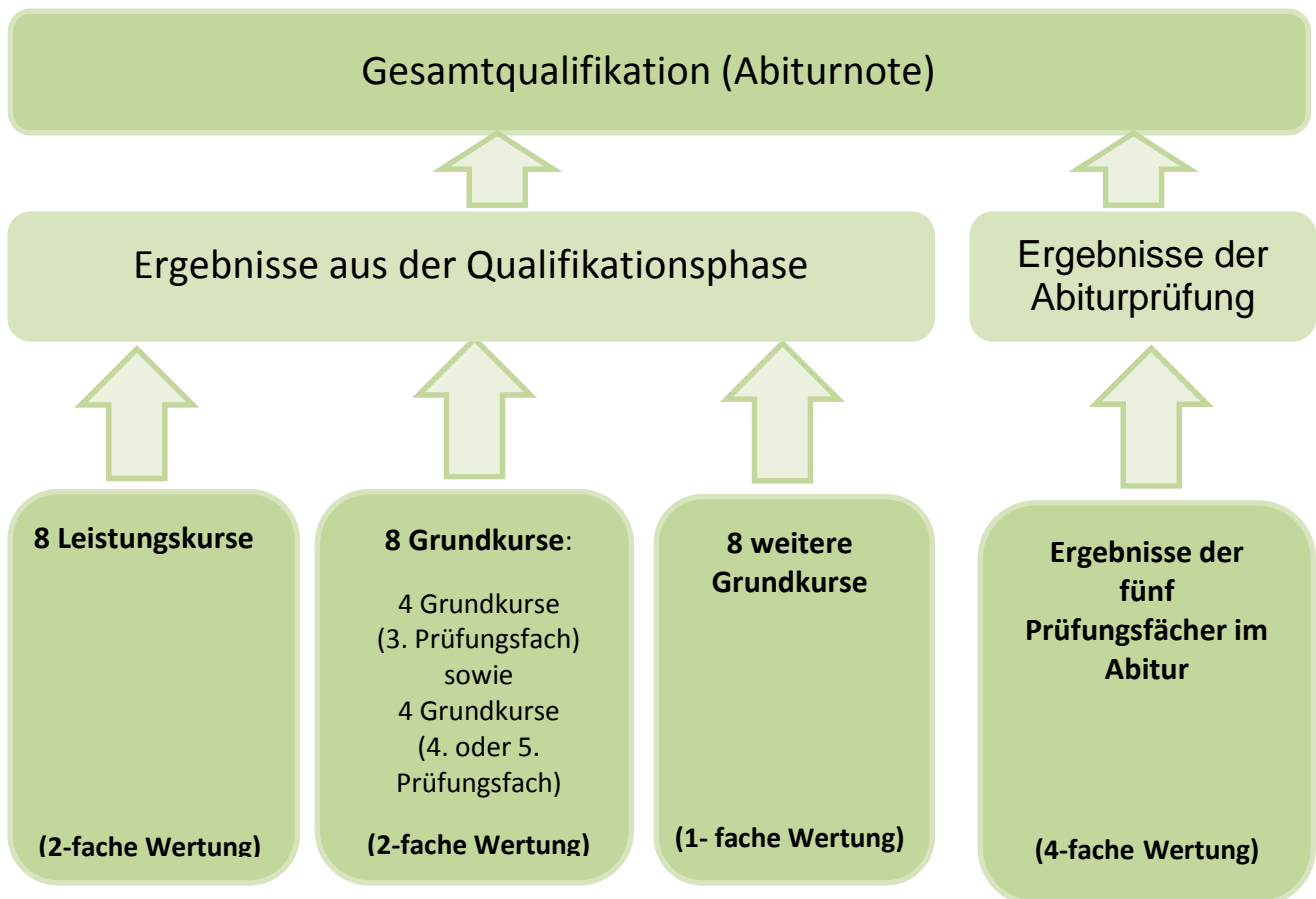 Gesamtqualifikation (Abiturnote)
Ergebnisse aus der Qualifikationsphase
Ergebnisse der
Abiturprüfung
8 Leistungskurse
(2-fache Wertung)
8 Grundkurse:
4 Grundkurse
(3. Prüfungsfach)
sowie
4 Grundkurse
(4. oder 5.
Prüfungsfach)
(2-fache Wertung)
8 weitere
Grundkurse
(1- fache Wertung)
Ergebnisse der
fünf
Prüfungsfächer im
Abitur
(4-fache Wertung)